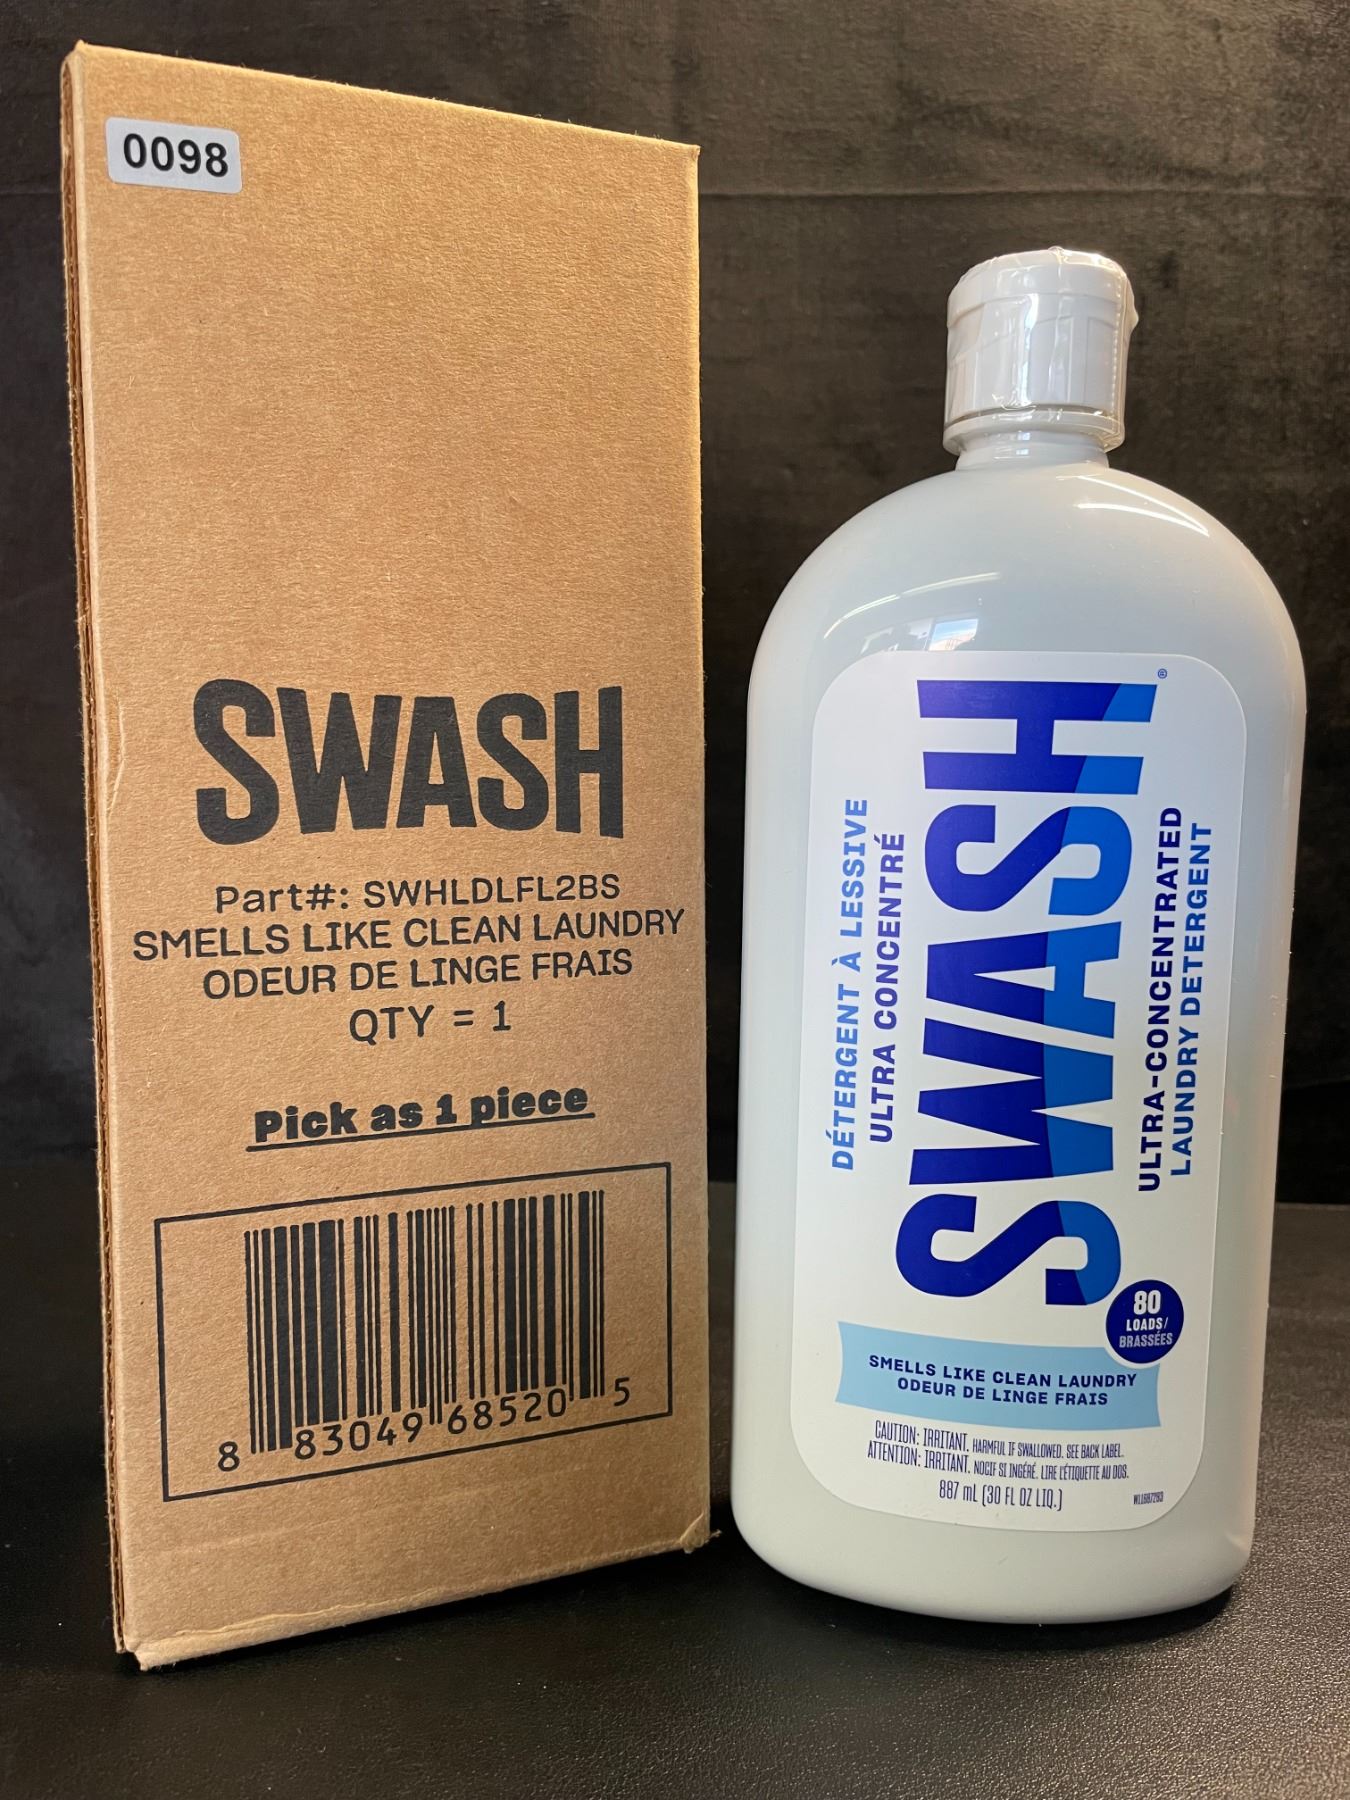 0098
SWASH
Part#: SWHLDLFL2BS
SMELLS LIKE CLEAN LAUNDRY
ODEUR DE LINGE FRAIS
QTY = 1
Pick as 1 piece
8 83049 68520 5
DÉTERGENT À LESSIVE
ULTRA CONCENTRÉ
SWASH®
ULTRA-CONCENTRATED
LAUNDRY DETERGENT
80
LOADS/
BRASSÉES
SMELLS LIKE CLEAN LAUNDRY
ODEUR DE LINGE FRAIS
CAUTION: IRRITANT. HARMFUL IF SWALLOWED. SEE BACK LABEL.
ATTENTION: IRRITANT. NOCIF SI INGÉRÉ. LIRE L'ÉTIQUETTE AU DOS.
887 mL (30 FL OZ LIQ.)